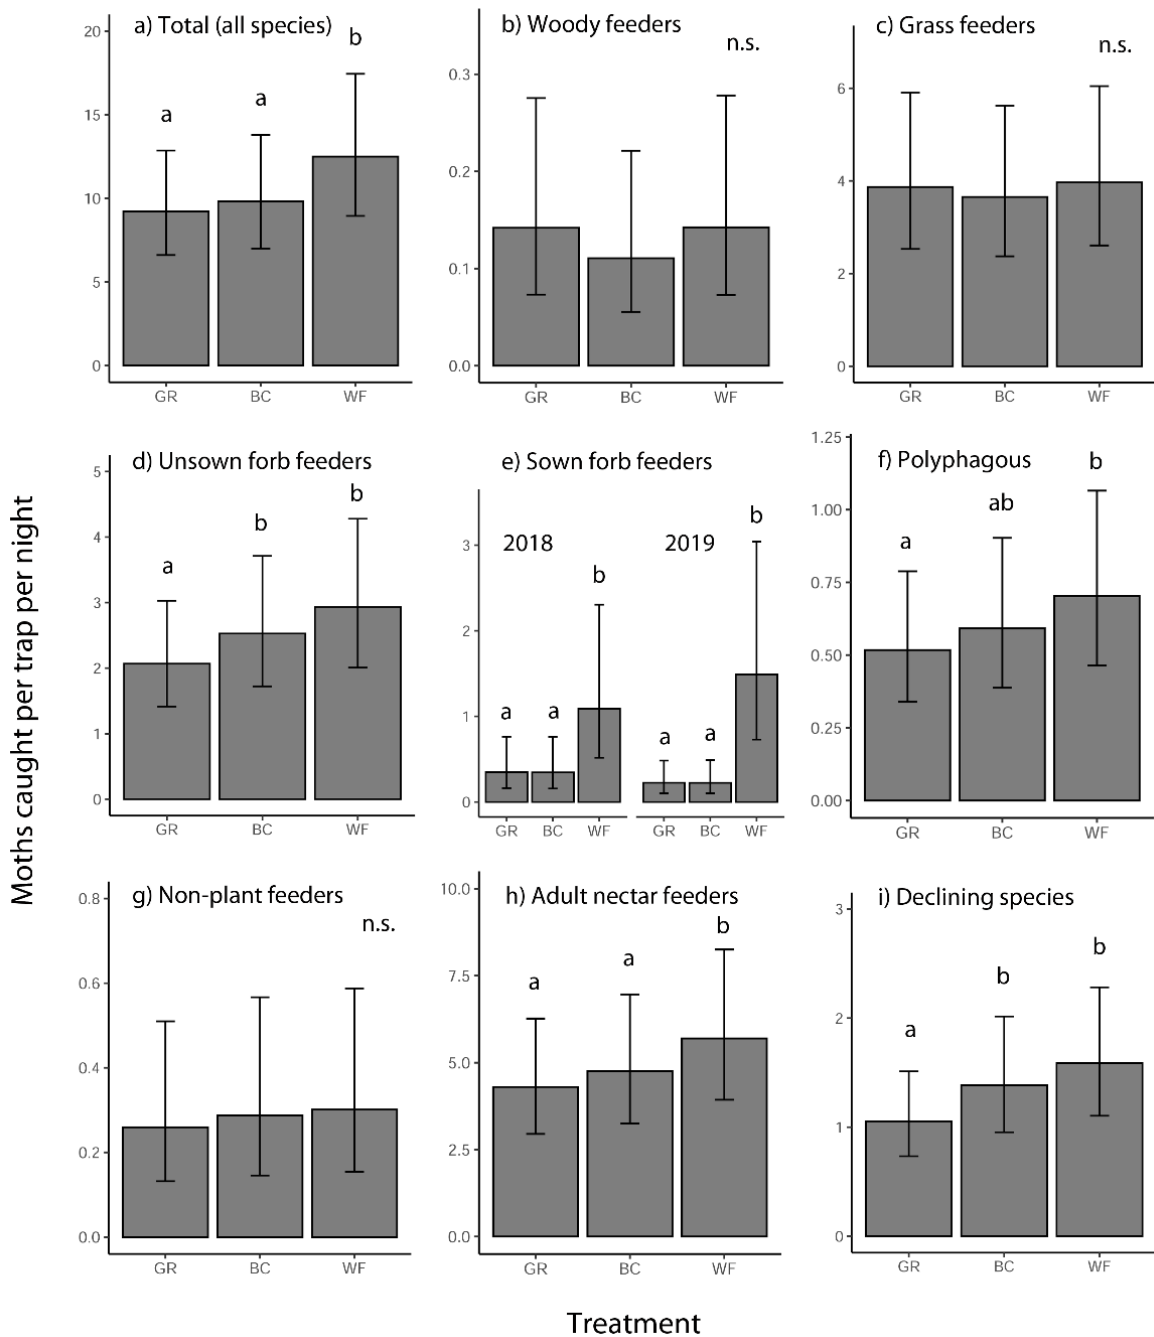 a) Total (all species)
20
15
10
5
0
a
a
b
GR BC WF
b) Woody feeders
n.s.
0.3
0.2
0.1
0.0
GR BC WF
c) Grass feeders
n.s.
6
4
2
0
GR BC WF
Moths caught per trap per night
d) Unsown forb feeders
5
4
3
2
1
0
a
b
b
GR BC WF
e) Sown forb feeders
2018 2019
3
2
1
0
a a b
a a b
GR BC WF GR BC WF
f) Polyphagous
1.25
1.00
0.75
0.50
0.25
0.00
a
ab
b
GR BC WF
g) Non-plant feeders
n.s.
0.8
0.6
0.4
0.2
0.0
GR BC WF
h) Adult nectar feeders
10.0
7.5
5.0
2.5
0.0
a
a
b
GR BC WF
i) Declining species
3
2
1
0
a
b
b
GR BC WF
Treatment